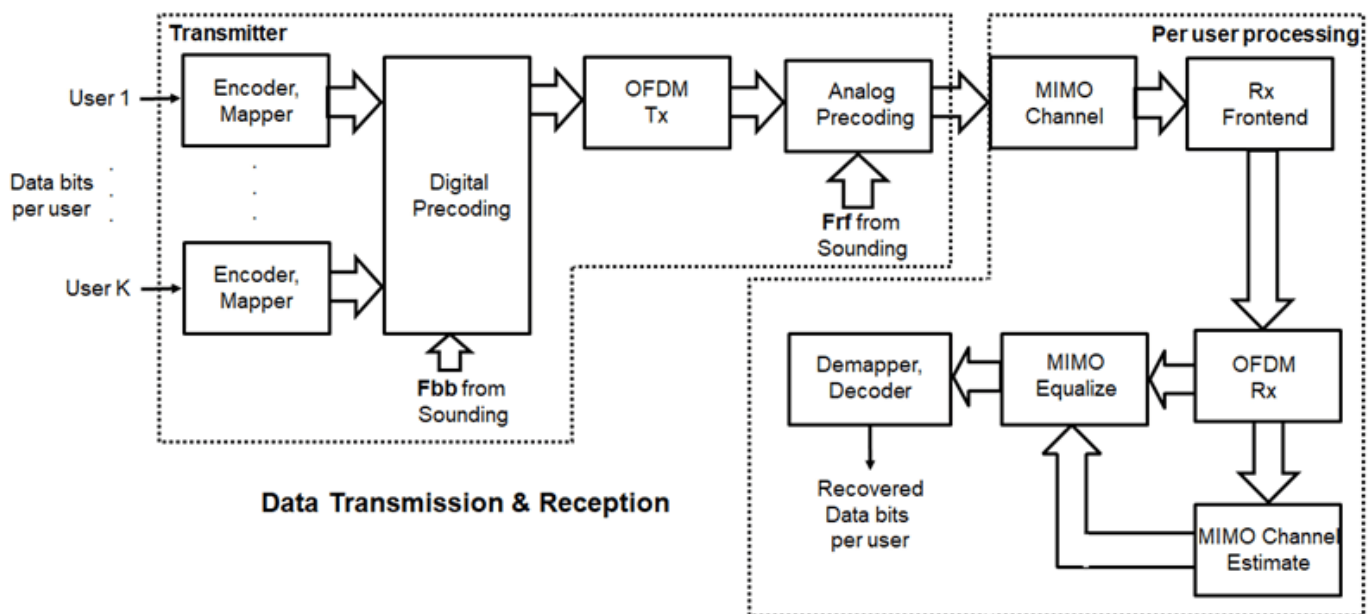 Transmitter
Per user processing
User 1
Encoder,
Mapper
OFDM
Tx
Analog
Precoding
MIMO
Channel
Rx
Frontend
Data bits
per user
Digital
Precoding
Frf from
Sounding
User K
Encoder,
Mapper
Fbb from
Sounding
Demapper,
Decoder
MIMO
Equalize
OFDM
Rx
Data Transmission & Reception
Recovered
Data bits
per user
MIMO Channel
Estimate